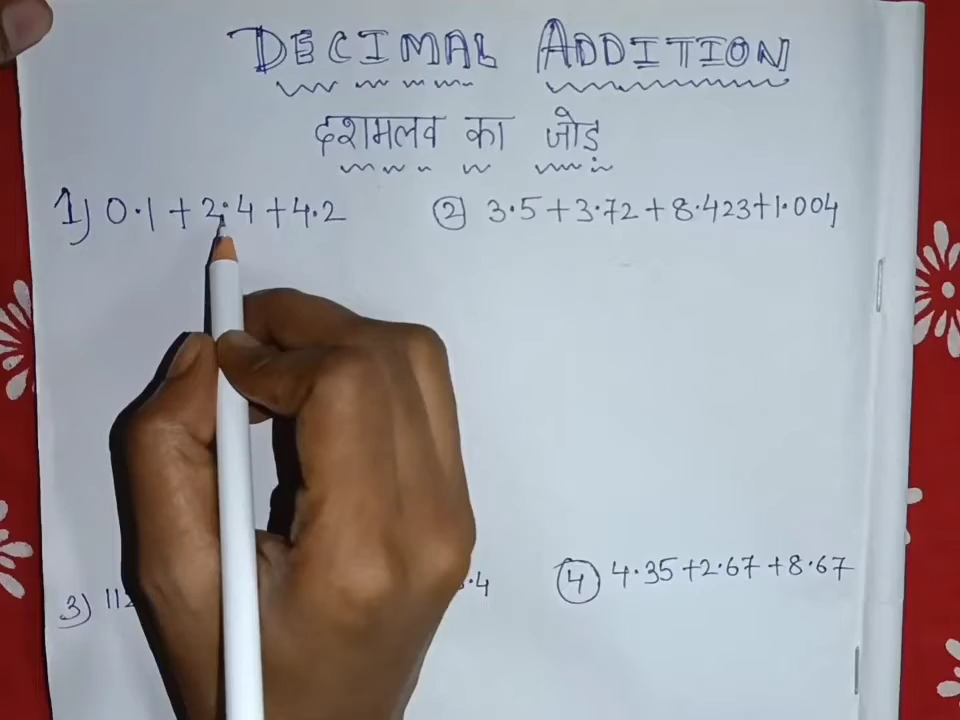 DECIMAL ADDITION
दशमलव का जोड़
1) 0.1 + 2.4 + 4.2
② 3.5 + 3.72 + 8.423 + 1.004
3)
④ 4.35 + 2.67 + 8.67